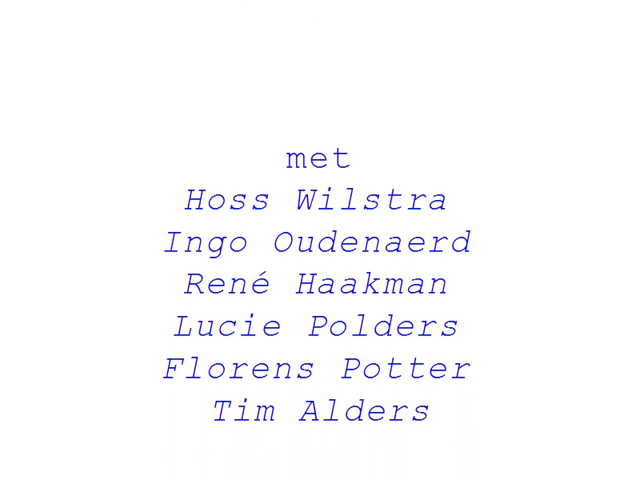 met
Hoss Wilstra
Ingo Oudenaerd
René Haakman
Lucie Polders
Florens Potter
Tim Alders